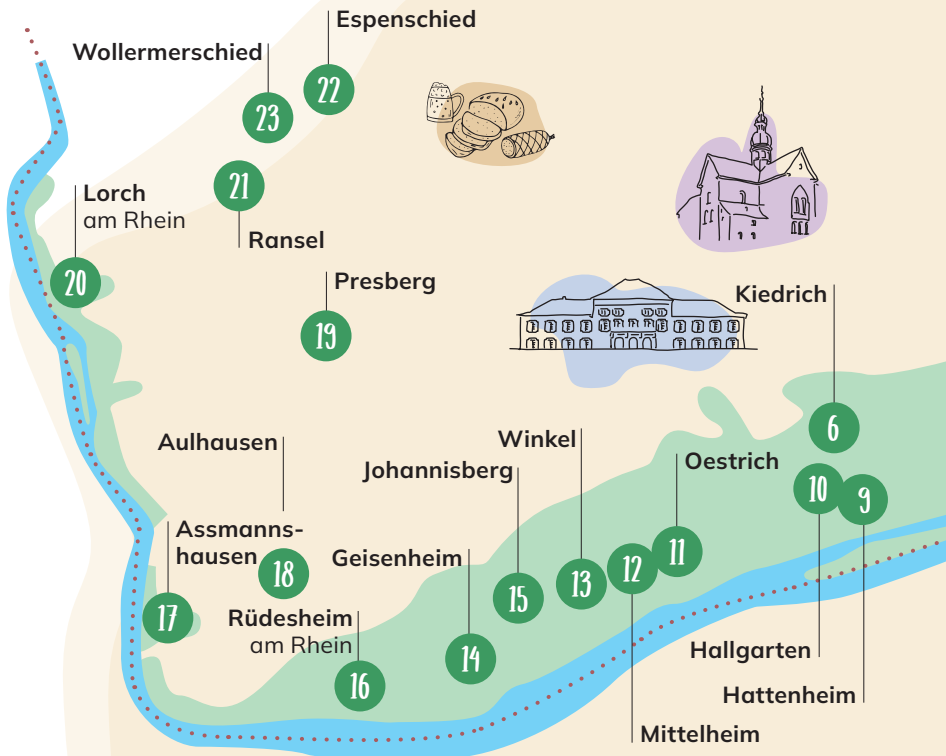 Espenschied
22
Wollermerschied
23
21
Ransel
Lorch
am Rhein
20
Presberg
19
Kiedrich
6
Aulhausen
18
Winkel
13
Oestrich
11
Johannisberg
15
10
9
Assmanns-
hausen
17
Geisenheim
14
12
Rüdesheim
am Rhein
16
Hallgarten
Hattenheim
Mittelheim